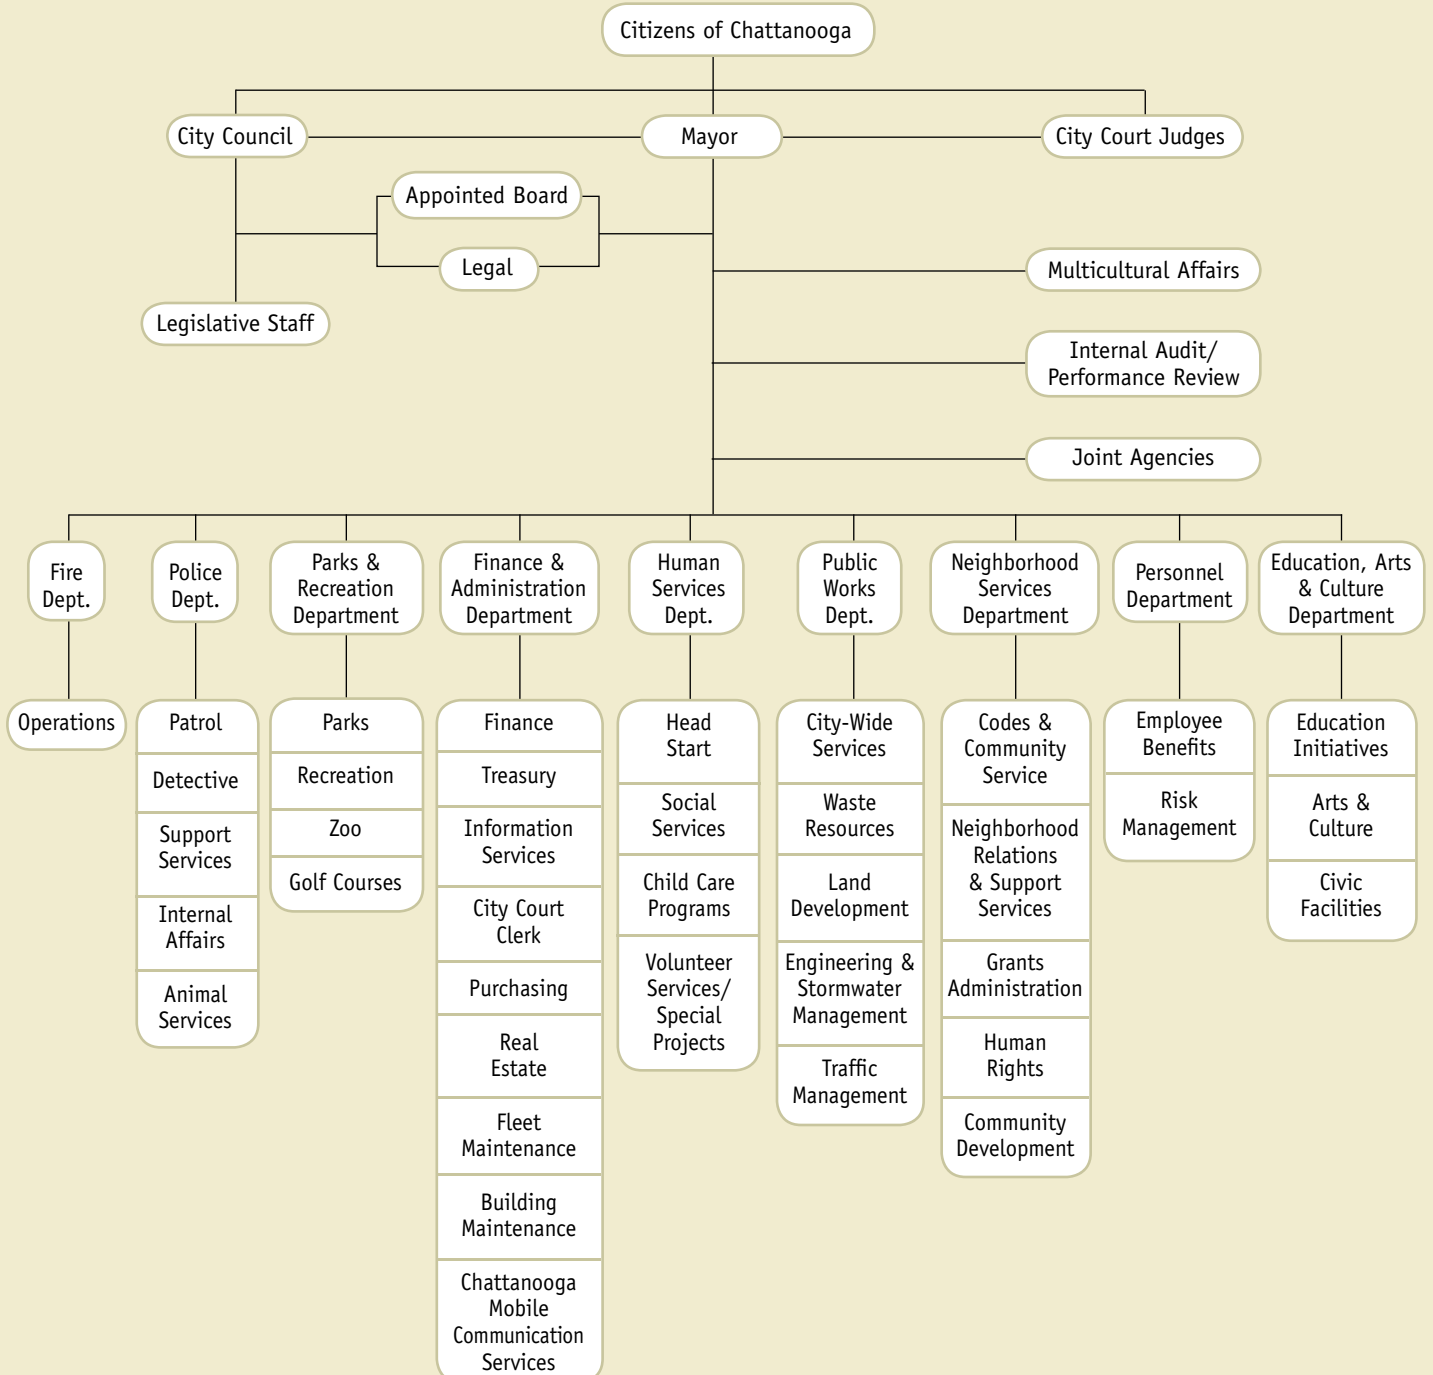 Citizens of Chattanooga
City Council
Mayor
City Court Judges
Appointed Board
Legal
Legislative Staff
Multicultural Affairs
Internal Audit/
Performance Review
Joint Agencies
Fire
Dept.
Police
Dept.
Parks &
Recreation
Department
Finance &
Administration
Department
Human
Services
Dept.
Public
Works
Dept.
Neighborhood
Services
Department
Personnel
Department
Education, Arts
& Culture
Department
Operations
Patrol
Detective
Support
Services
Internal
Affairs
Animal
Services
Parks
Recreation
Zoo
Golf Courses
Finance
Treasury
Information
Services
City Court
Clerk
Purchasing
Real
Estate
Fleet
Maintenance
Building
Maintenance
Chattanooga
Mobile
Communication
Services
Head
Start
Social
Services
Child Care
Programs
Volunteer
Services/
Special
Projects
City-Wide
Services
Waste
Resources
Land
Development
Engineering &
Stormwater
Management
Traffic
Management
Codes &
Community
Service
Neighborhood
Relations
& Support
Services
Grants
Administration
Human
Rights
Community
Development
Employee
Benefits
Risk
Management
Education
Initiatives
Arts &
Culture
Civic
Facilities